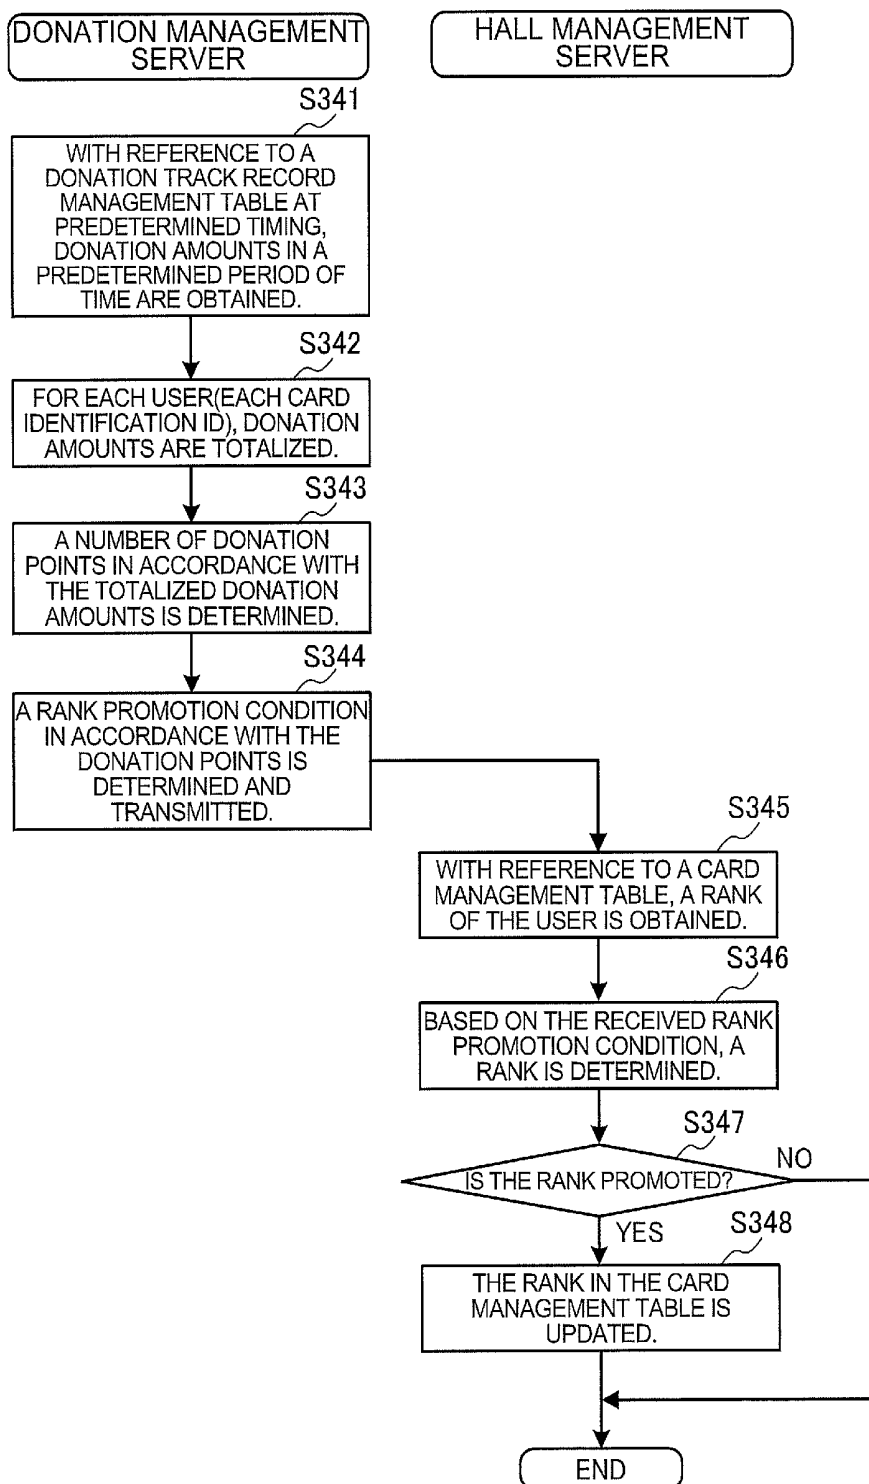 DONATION MANAGEMENT
SERVER
HALL MANAGEMENT
SERVER
S341
WITH REFERENCE TO A
DONATION TRACK RECORD
MANAGEMENT TABLE AT
PREDETERMINED TIMING,
DONATION AMOUNTS IN A
PREDETERMINED PERIOD OF
TIME ARE OBTAINED.
S342
FOR EACH USER(EACH CARD
IDENTIFICATION ID), DONATION
AMOUNTS ARE TOTALIZED.
S343
A NUMBER OF DONATION
POINTS IN ACCORDANCE WITH
THE TOTALIZED DONATION
AMOUNTS IS DETERMINED.
S344
A RANK PROMOTION CONDITION
IN ACCORDANCE WITH THE
DONATION POINTS IS
DETERMINED AND
TRANSMITTED.
S345
WITH REFERENCE TO A CARD
MANAGEMENT TABLE, A RANK
OF THE USER IS OBTAINED.
S346
BASED ON THE RECEIVED RANK
PROMOTION CONDITION, A
RANK IS DETERMINED.
S347
IS THE RANK PROMOTED?
NO
YES
S348
THE RANK IN THE CARD
MANAGEMENT TABLE IS
UPDATED.
END